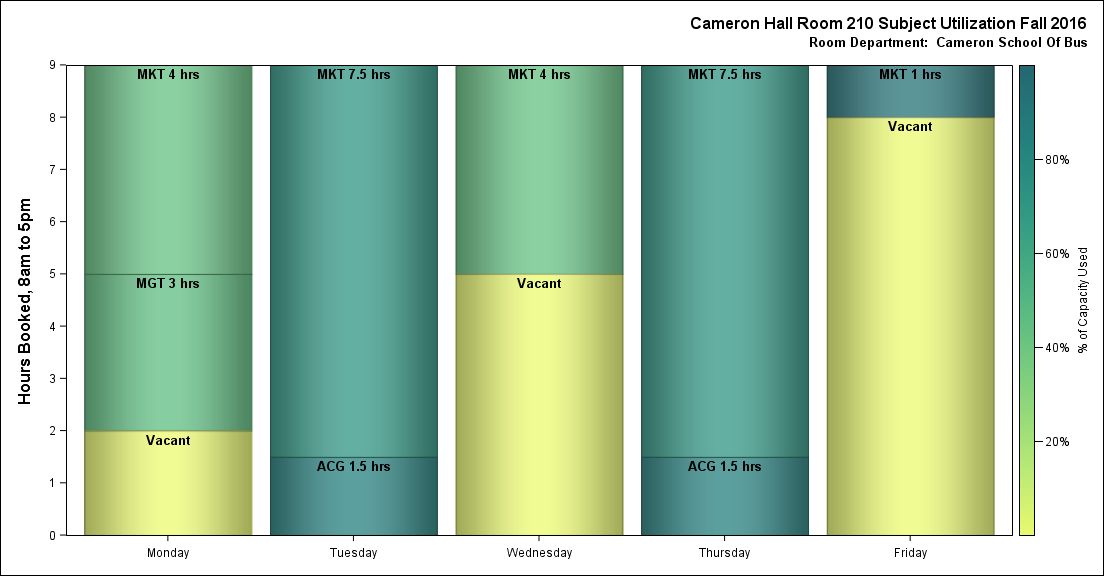 Cameron Hall Room 210 Subject Utilization Fall 2016
Room Department:  Cameron School Of Bus
Hours Booked, 8am to 5pm
9
8
7
6
5
4
3
2
1
0
MKT 4 hrs
MGT 3 hrs
Vacant
MKT 7.5 hrs
ACG 1.5 hrs
MKT 4 hrs
Vacant
MKT 7.5 hrs
ACG 1.5 hrs
MKT 1 hrs
Vacant
Monday
Tuesday
Wednesday
Thursday
Friday
80%
60%
40%
20%
% of Capacity Used